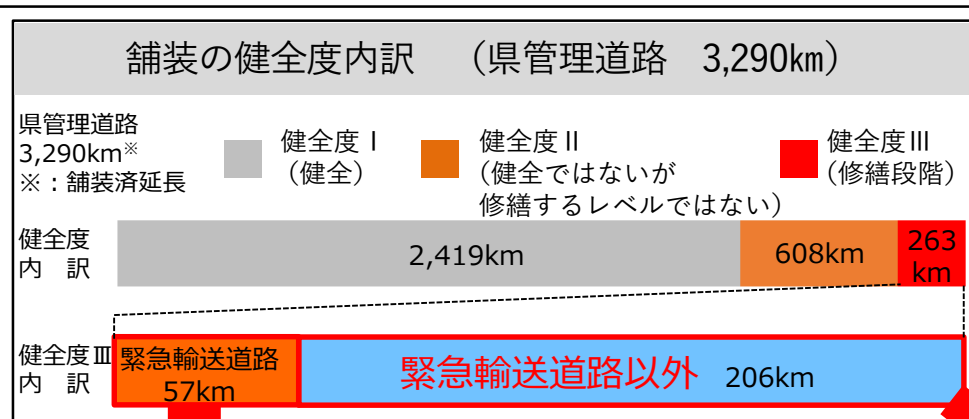 舗装の健全度内訳　（県管理道路　3,290㎞）
県管理道路
3,290km※
※：舗装済延長
健全度Ⅰ
（健全）
健全度Ⅱ
（健全ではないが
修繕するレベルではない）
健全度Ⅲ
（修繕段階）
健全度
内　訳
2,419km
608km
263
km
健全度Ⅲ
内　訳
緊急輸送道路
57km
緊急輸送道路以外　206km